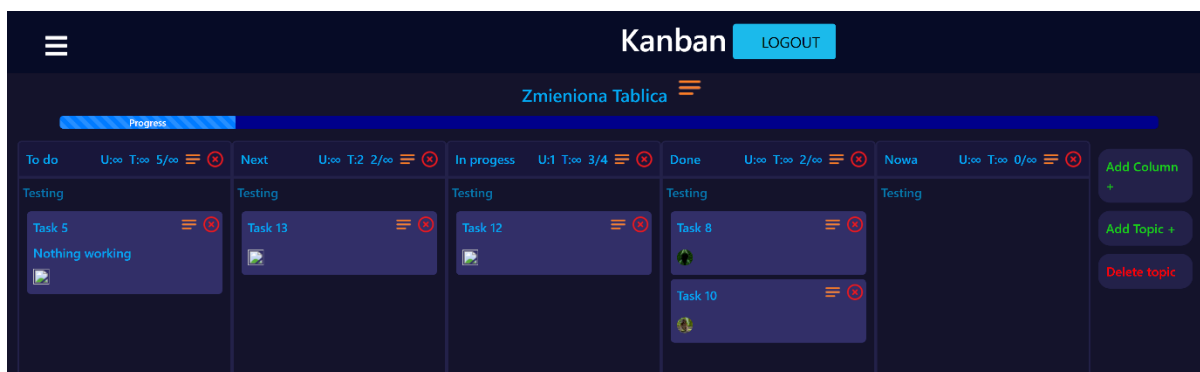 Kanban LOGOUT
Zmieniona Tablica
Progress
To do U:∞ T:∞ 5/∞
Next U:∞ T:2 2/∞
In progess U:1 T:∞ 3/4
Done U:∞ T:∞ 2/∞
Nowa U:∞ T:∞ 0/∞
Add Column
+
Testing
Testing
Testing
Testing
Testing
Task 5
Nothing working
Task 13
Task 12
Task 8
Task 10
Add Topic +
Delete topic